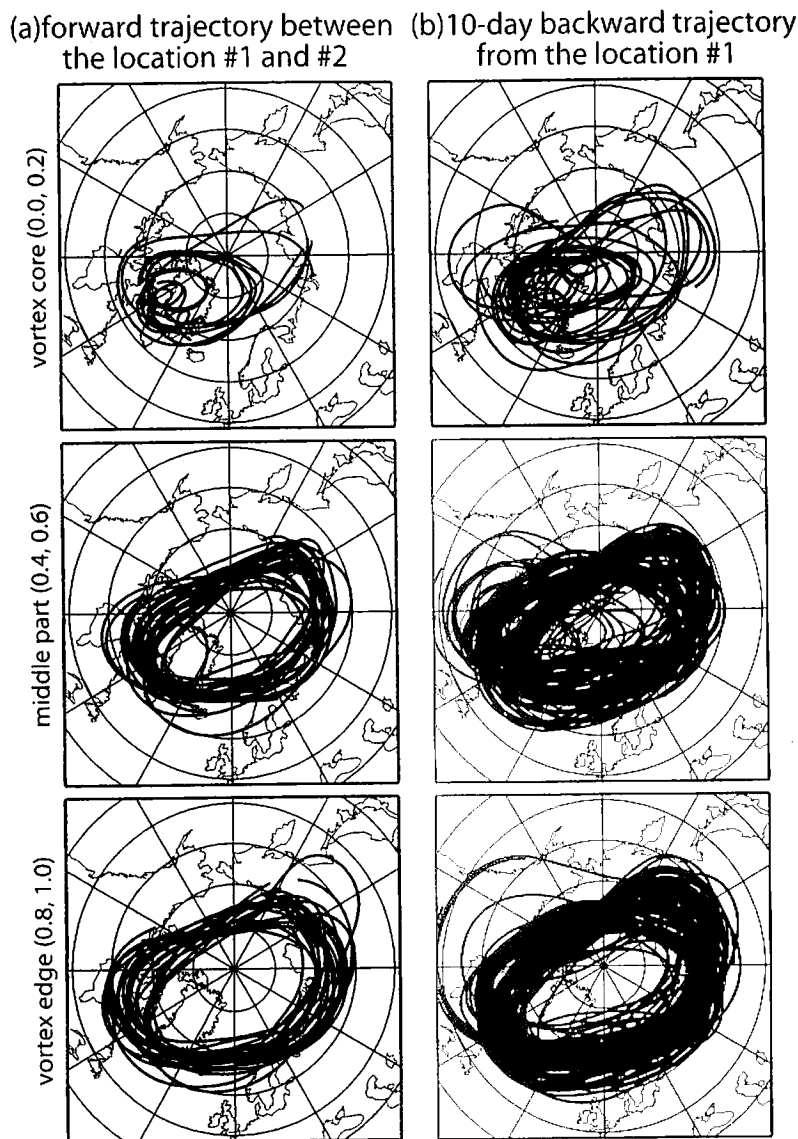 (a)forward trajectory between
the location #1 and #2
(b)10-day backward trajectory
from the location #1
vortex core (0.0, 0.2)
middle part (0.4, 0.6)
vortex edge (0.8, 1.0)